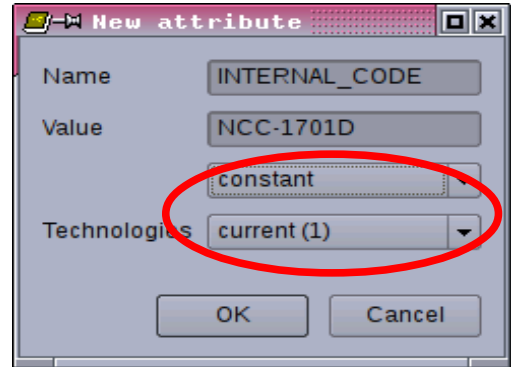 New attribute
Name INTERNAL_CODE
Value NCC-1701D
constant
Technologies current (1)
OK Cancel